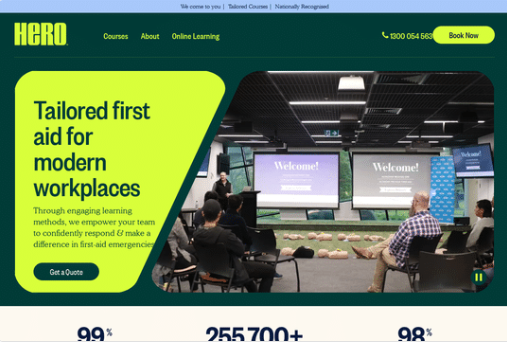 We come to you | Tailored Courses | Nationally Recognised
HERO
Courses
About
Online Learning
1300 054 563
Book Now
Tailored first
aid for
modern
workplaces
Through engaging learning
methods, we empower your team
to confidently respond & make a
difference in first-aid emergencies
Get a Quote
Welcome!
Welcome!
99%
255,700+
98%